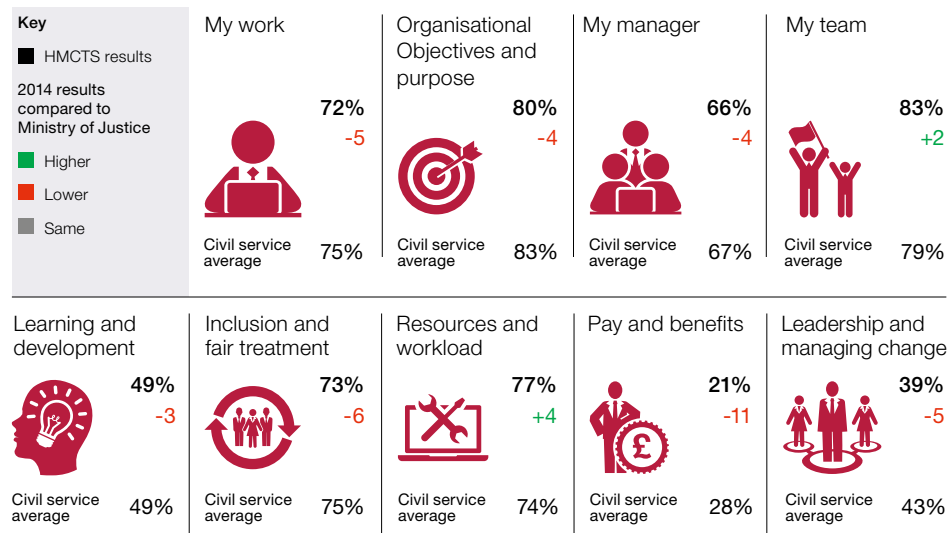 Key
HMCTS results
2014 results
compared to
Ministry of Justice
Higher
Lower
Same
My work
72%
-5
Civil service
average
75%
Organisational
Objectives and
purpose
80%
-4
Civil service
average
83%
My manager
66%
-4
Civil service
average
67%
My team
83%
+2
Civil service
average
79%
Learning and
development
49%
-3
Civil service
average
49%
Inclusion and
fair treatment
73%
-6
Civil service
average
75%
Resources and
workload
77%
+4
Civil service
average
74%
Pay and benefits
21%
-11
£
Civil service
average
28%
Leadership and
managing change
39%
-5
Civil service
average
43%